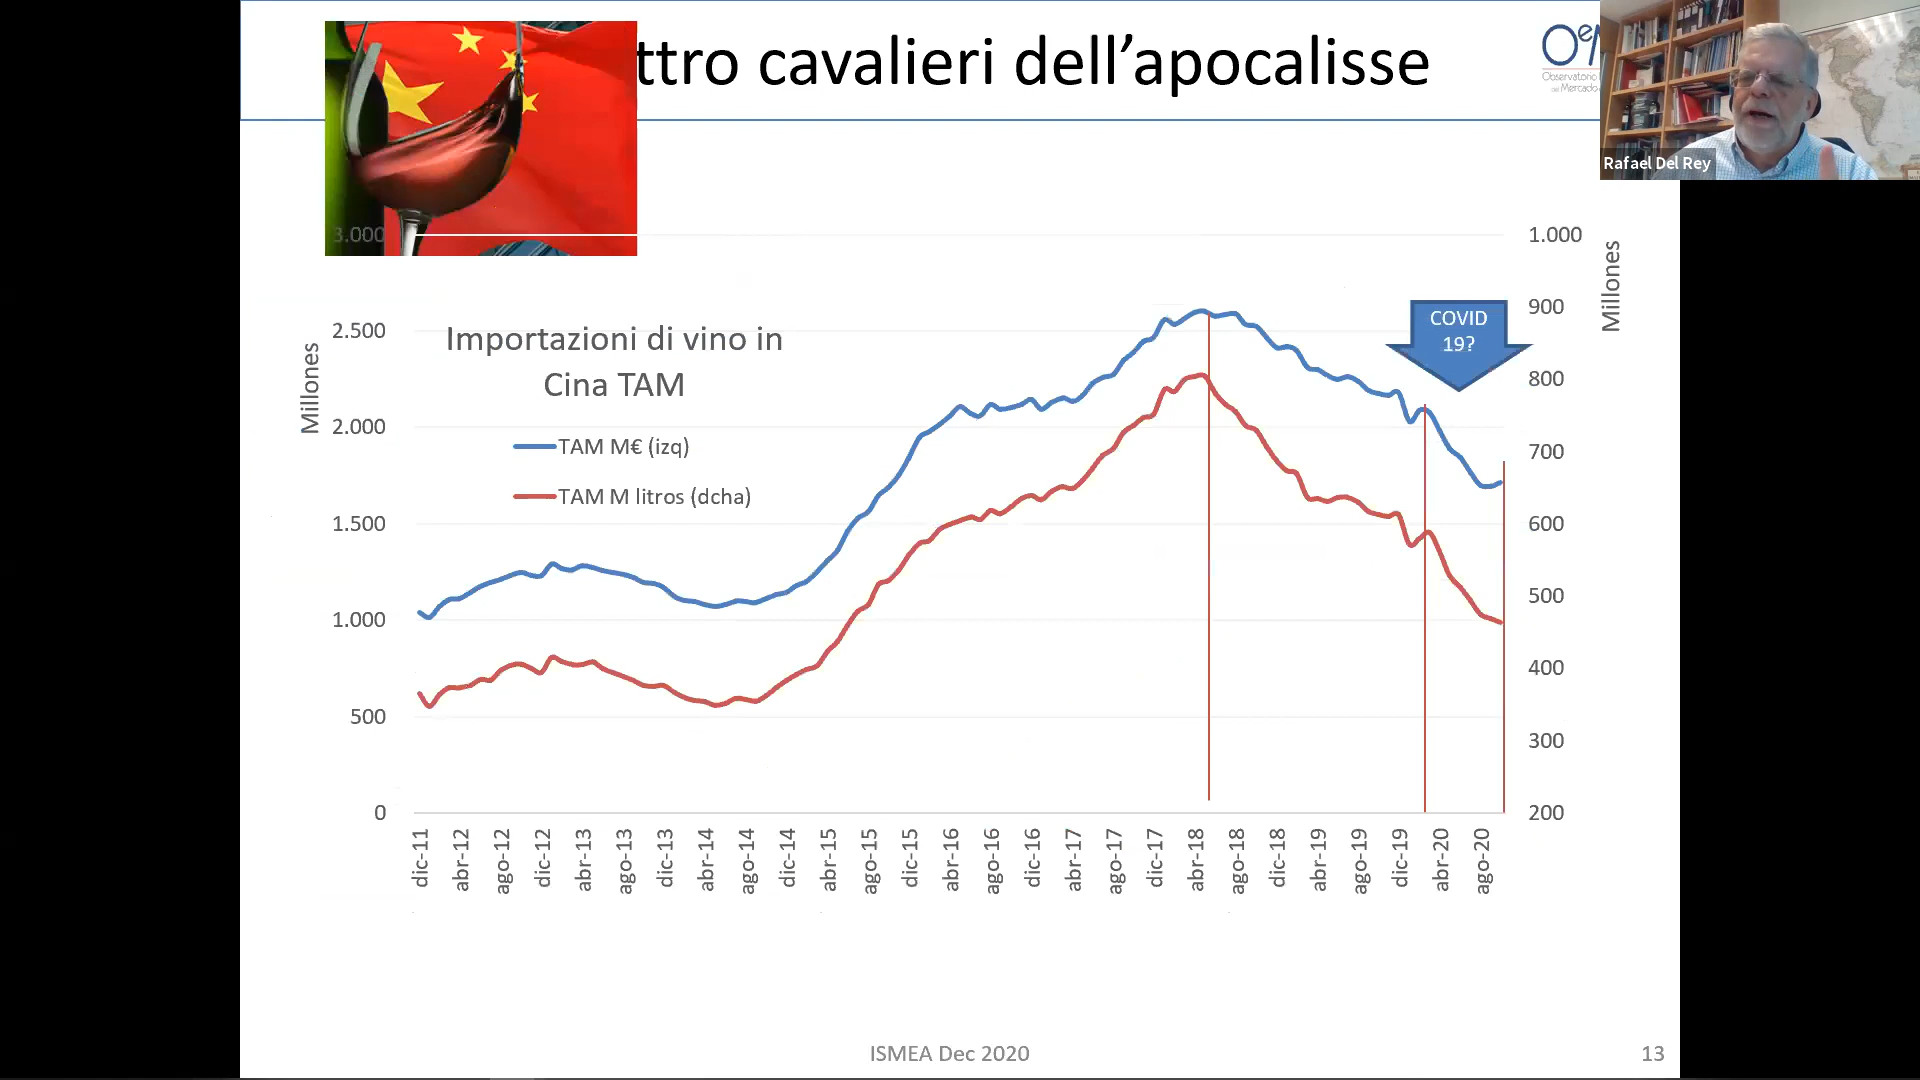 ttro cavalieri dell'apocalisse
Observatorio
del Mercado
Rafael Del Rey
Importazioni di vino in
Cina TAM
TAM M€ (izq)
TAM M litros (dcha)
COVID
19?
Millones
3.000
2.500
2.000
1.500
1.000
500
0
1.000
900
800
700
600
500
400
300
200
Millones
dic-11
abr-12
ago-12
dic-12
abr-13
ago-13
dic-13
abr-14
ago-14
dic-14
abr-15
ago-15
dic-15
abr-16
ago-16
dic-16
abr-17
ago-17
dic-17
abr-18
ago-18
dic-18
abr-19
ago-19
dic-19
abr-20
ago-20
ISMEA Dec 2020
13